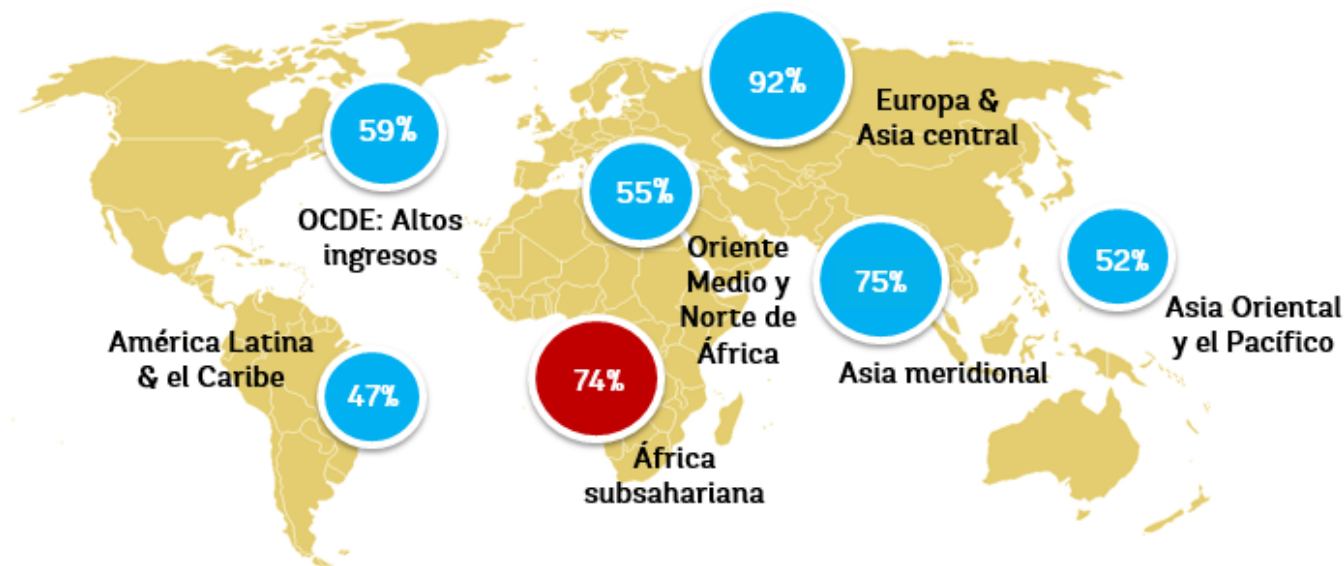 92%
Europa &
Asia central
59%
OCDE: Altos
ingresos
55%
Oriente
Medio y
Norte de
África
75%
Asia meridional
52%
Asia Oriental
y el Pacífico
América Latina
& el Caribe
47%
74%
África
subsahariana